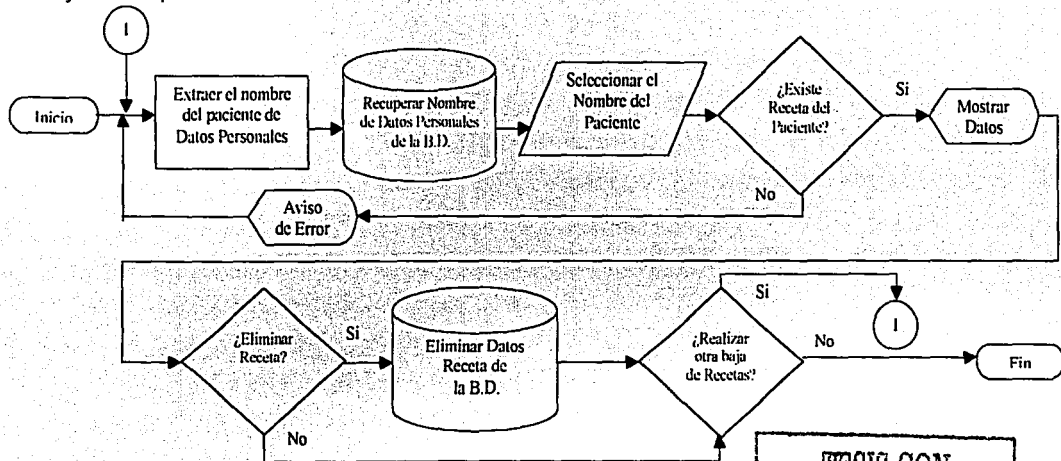 1
Inicio
Extraer el nombre
del paciente de
Datos Personales
Recuperar Nombre
de Datos Personales
de la B.D.
Seleccionar el
Nombre del
Paciente
¿Existe
Receta del
Paciente?
Si
Mostrar
Datos
No
Aviso
de Error
¿Eliminar
Receta?
Si
Eliminar Datos
Receta de
la B.D.
¿Realizar
otra baja
de Recetas?
Si
1
No
Fin
No
TESIS CON